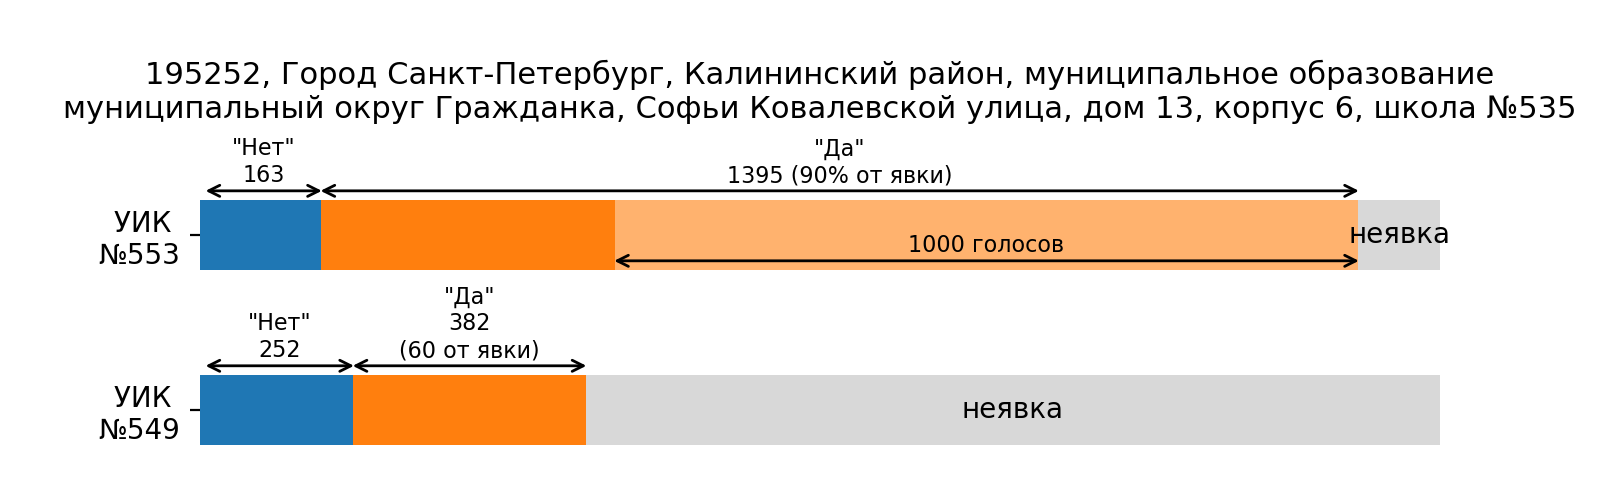 195252, Город Санкт-Петербург, Калининский район, муниципальное образование
муниципальный округ Гражданка, Софьи Ковалевской улица, дом 13, корпус 6, школа №535
"Нет"
163
"Да"
1395 (90% от явки)
УИК
№553
1000 голосов
неявка
"Нет"
252
"Да"
382
(60 от явки)
УИК
№549
неявка